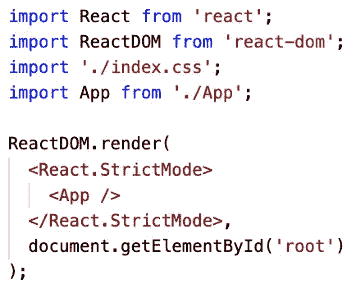 import React from 'react';
import ReactDOM from 'react-dom';
import './index.css';
import App from './App';

ReactDOM.render(
  <React.StrictMode>
    <App />
  </React.StrictMode>,
  document.getElementById('root')
);